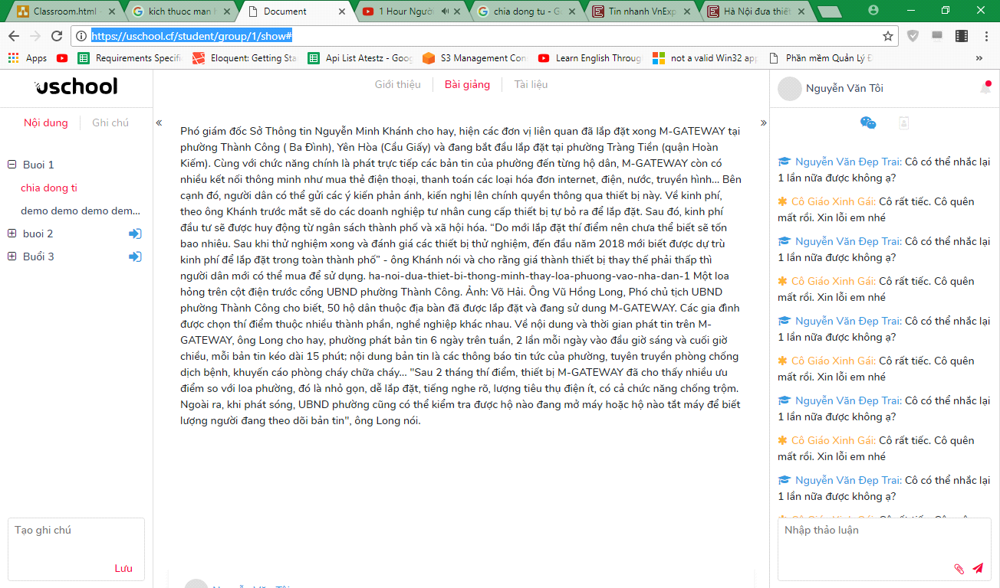 Classroom.html -
kich thuoc man h
Document
1 Hour Người
chia dong tu - Go
Tin nhanh VnExp
Hà Nội đưa thiết
https://uschool.cf/student/group/1/show#
Apps
Requirements Specifi
Eloquent: Getting Sta
Api List Atestz - Goog
S3 Management Con
Learn English Throug
not a valid Win32 app
Phần mềm Quản Lý Đ
»
uschool
Nội dung
Ghi chú
Buoi 1
chia dong ti
demo demo demo dem...
buoi 2
Buổi 3
Tạo ghi chú
Lưu
Giới thiệu
Bài giảng
Tài liệu
«
»
Phó giám đốc Sở Thông tin Nguyễn Minh Khánh cho hay, hiện các đơn vị liên quan đã lắp đặt xong M-GATEWAY tại
phường Thành Công ( Ba Đình), Yên Hòa (Cầu Giấy) và đang bắt đầu lắp đặt tại phường Tràng Tiền (quận Hoàn
Kiếm). Cùng với chức năng chính là phát trực tiếp các bản tin của phường đến từng hộ dân, M-GATEWAY còn có
nhiều kết nối thông minh như mua thẻ điện thoại, thanh toán các loại hóa đơn internet, điện, nước, truyền hình... Bên
cạnh đó, người dân có thể gửi các ý kiến phản ánh, kiến nghị lên chính quyền thông qua thiết bị này. Về kinh phí,
theo ông Khánh trước mắt sẽ do các doanh nghiệp tư nhân cung cấp thiết bị tự bỏ ra để lắp đặt. Sau đó, kinh phí
đầu tư sẽ được huy động từ ngân sách thành phố và xã hội hóa. “Do mới lắp đặt thí điểm nên chưa thể biết sẽ tốn
bao nhiêu. Sau khi thử nghiệm xong và đánh giá các thiết bị thử nghiệm, đến đầu năm 2018 mới biết được dự trù
kinh phí để lắp đặt trong toàn thành phố” - ông Khánh nói và cho rằng giá thành thiết bị thay thế phải thấp thì
người dân mới có thể mua để sử dụng. ha-noi-dua-thiet-bi-thong-minh-thay-loa-phuong-vao-nha-dan-1 Một loa
hỏng trên cột điện trước cổng UBND phường Thành Công. Ảnh: Võ Hải. Ông Vũ Hồng Long, Phó chủ tịch UBND
phường Thành Công cho biết, 50 hộ dân thuộc địa bàn đã được lắp đặt và đang sử dung M-GATEWAY. Các gia đình
được chọn thí điểm thuộc nhiều thành phần, nghề nghiệp khác nhau. Về nội dung và thời gian phát tin trên M-
GATEWAY, ông Long cho hay, phường phát bản tin 6 ngày trên tuần, 2 lần mỗi ngày vào đầu giờ sáng và cuối giờ
chiều, mỗi bản tin kéo dài 15 phút; nội dung bản tin là các thông báo tin tức của phường, tuyên truyền phòng chống
dịch bệnh, khuyến cáo phòng cháy chữa cháy... "Sau 2 tháng thí điểm, thiết bị M-GATEWAY đã cho thấy nhiều ưu
điểm so với loa phường, đó là nhỏ gọn, dễ lắp đặt, tiếng nghe rõ, lượng tiêu thụ điện ít, có cả chức năng chống trộm.
Ngoài ra, khi phát sóng, UBND phường cũng có thể kiểm tra được hộ nào đang mở máy hoặc hộ nào tắt máy để biết
lượng người đang theo dõi bản tin", ông Long nói.
Nguyễn Văn Tôi
Nguyễn Văn Tôi
Nguyễn Văn Đẹp Trai: Cô có thể nhắc lại
1 lần nữa được không ạ?
Cô Giáo Xinh Gái: Cô rất tiếc. Cô quên
mất rồi. Xin lỗi em nhé
Nguyễn Văn Đẹp Trai: Cô có thể nhắc lại
1 lần nữa được không ạ?
Cô Giáo Xinh Gái: Cô rất tiếc. Cô quên
mất rồi. Xin lỗi em nhé
Nguyễn Văn Đẹp Trai: Cô có thể nhắc lại
1 lần nữa được không ạ?
Cô Giáo Xinh Gái: Cô rất tiếc. Cô quên
mất rồi. Xin lỗi em nhé
Nguyễn Văn Đẹp Trai: Cô có thể nhắc lại
1 lần nữa được không ạ?
Cô Giáo Xinh Gái: Cô rất tiếc. Cô quên
mất rồi. Xin lỗi em nhé
Nguyễn Văn Đẹp Trai: Cô có thể nhắc lại
1 lần nữa được không ạ?
Cô Giáo Xinh Gái: Cô rất tiếc. Cô quên
Nhập thảo luận